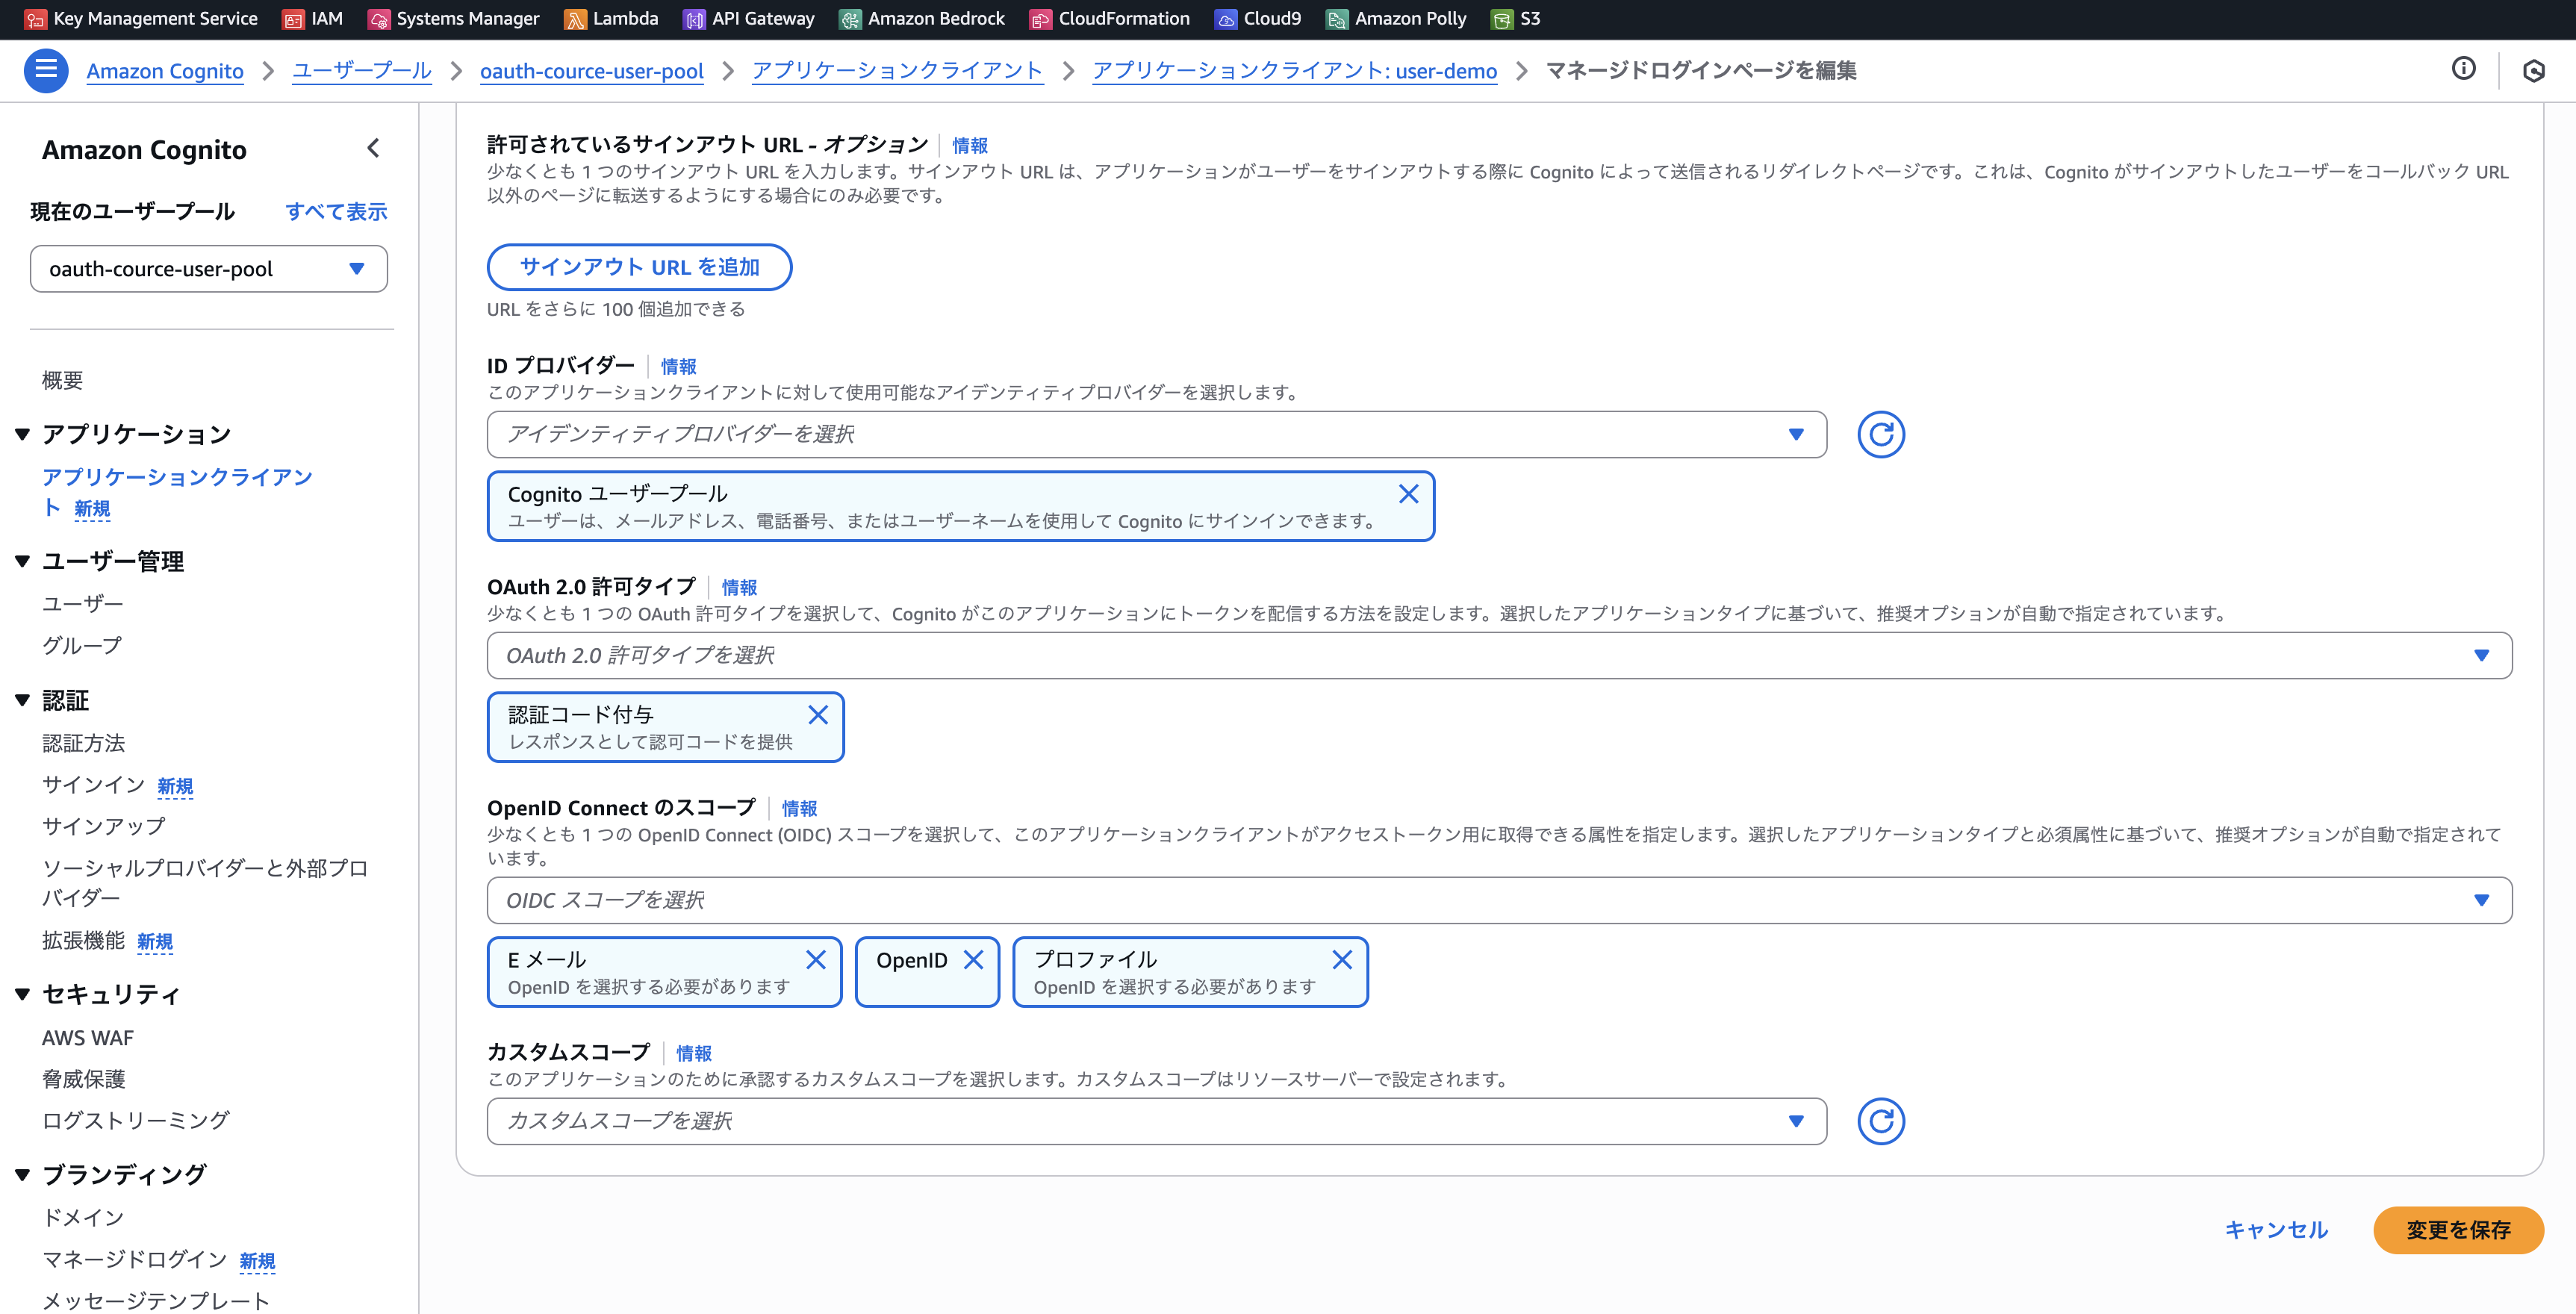 Key Management Service IAM Systems Manager Lambda API Gateway Amazon Bedrock CloudFormation Cloud9 Amazon Polly S3
Amazon Cognito > ユーザープール > oauth-cource-user-pool > アプリケーションクライアント > アプリケーションクライアント: user-demo > マネージドログインページを編集
Amazon Cognito
現在のユーザープール すべて表示
oauth-cource-user-pool
概要
アプリケーション
アプリケーションクライアン
ト 新規
ユーザー管理
ユーザー
グループ
認証
認証方法
サインイン 新規
サインアップ
ソーシャルプロバイダーと外部プロ
バイダー
拡張機能 新規
セキュリティ
AWS WAF
脅威保護
ログストリーミング
ブランディング
ドメイン
マネージドログイン 新規
メッセージテンプレート
許可されているサインアウト URL - オプション 情報
少なくとも 1 つのサインアウト URL を入力します。サインアウト URL は、アプリケーションがユーザーをサインアウトする際に Cognito によって送信されるリダイレクトページです。これは、Cognito がサインアウトしたユーザーをコールバック URL
以外のページに転送するようにする場合にのみ必要です。
サインアウト URL を追加
URL をさらに 100 個追加できる
ID プロバイダー 情報
このアプリケーションクライアントに対して使用可能なアイデンティティプロバイダーを選択します。
アイデンティティプロバイダーを選択
Cognito ユーザープール
ユーザーは、メールアドレス、電話番号、またはユーザーネームを使用して Cognito にサインインできます。
OAuth 2.0 許可タイプ 情報
少なくとも 1 つの OAuth 許可タイプを選択して、Cognito がこのアプリケーションにトークンを配信する方法を設定します。選択したアプリケーションタイプに基づいて、推奨オプションが自動で指定されています。
OAuth 2.0 許可タイプを選択
認証コード付与
レスポンスとして認可コードを提供
OpenID Connect のスコープ 情報
少なくとも 1 つの OpenID Connect (OIDC) スコープを選択して、このアプリケーションクライアントがアクセストークン用に取得できる属性を指定します。選択したアプリケーションタイプと必須属性に基づいて、推奨オプションが自動で指定されて
います。
OIDC スコープを選択
E メール
OpenID を選択する必要があります
OpenID
プロファイル
OpenID を選択する必要があります
カスタムスコープ 情報
このアプリケーションのために承認するカスタムスコープを選択します。カスタムスコープはリソースサーバーで設定されます。
カスタムスコープを選択
キャンセル 変更を保存